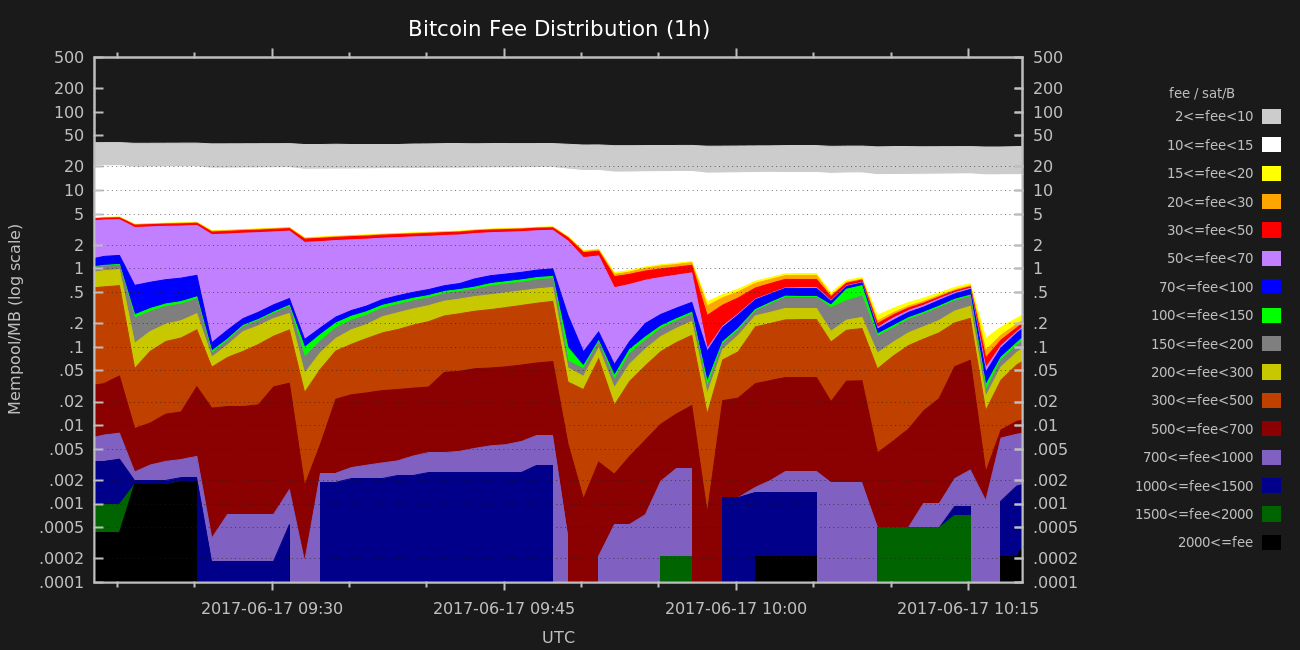 Bitcoin Fee Distribution (1h)
500 500
200 200
100 100
50 50
20 20
10 10
5 5
2 2
1 1
.5 .5
.2 .2
.1 .1
.05 .05
.02 .02
.01 .01
.005 .005
.002 .002
.001 .001
.0005 .0005
.0002 .0002
.0001 .0001
Mempool/MB (log scale)
2017-06-17 09:30 2017-06-17 09:45 2017-06-17 10:00 2017-06-17 10:15
UTC
fee / sat/B
2<=fee<10
10<=fee<15
15<=fee<20
20<=fee<30
30<=fee<50
50<=fee<70
70<=fee<100
100<=fee<150
150<=fee<200
200<=fee<300
300<=fee<500
500<=fee<700
700<=fee<1000
1000<=fee<1500
1500<=fee<2000
2000<=fee